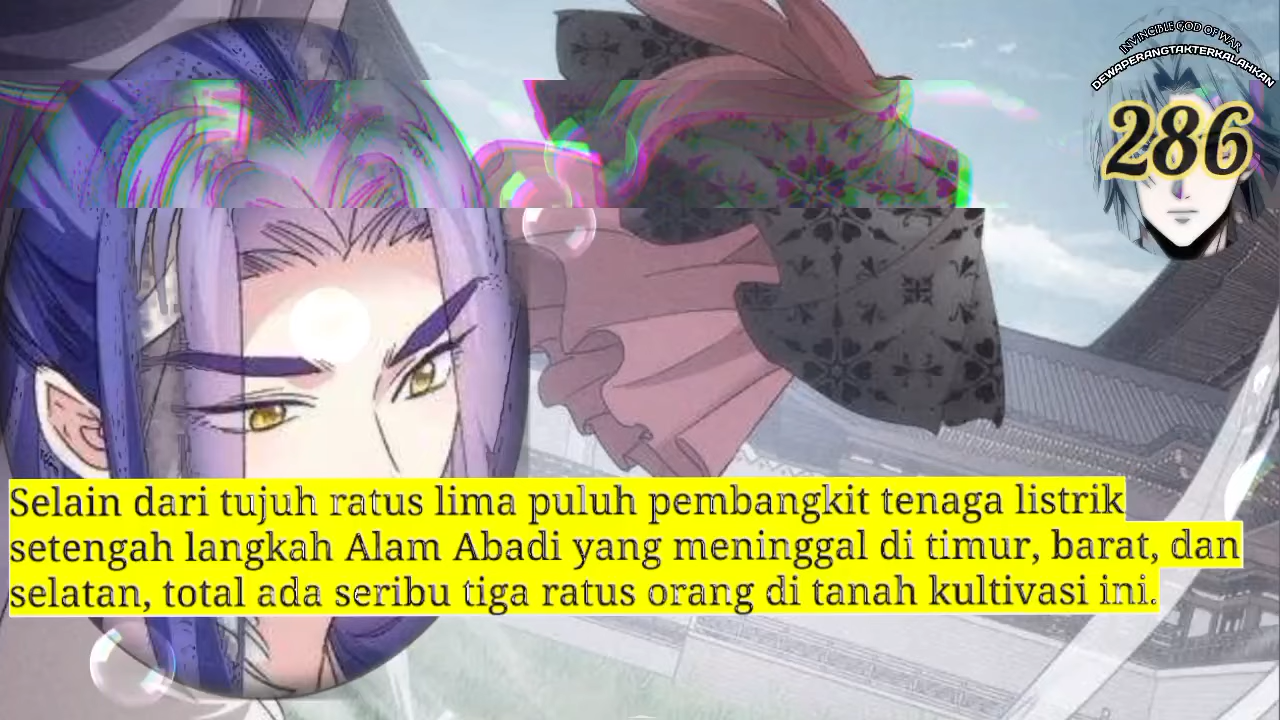 INVINCIBLE GOD OF WAR
DEWAPERANGTAKTERKALAHKAN
286
Selain dari tujuh ratus lima puluh pembangkit tenaga listrik
setengah langkah Alam Abadi yang meninggal di timur, barat, dan
selatan, total ada seribu tiga ratus orang di tanah kultivasi ini.